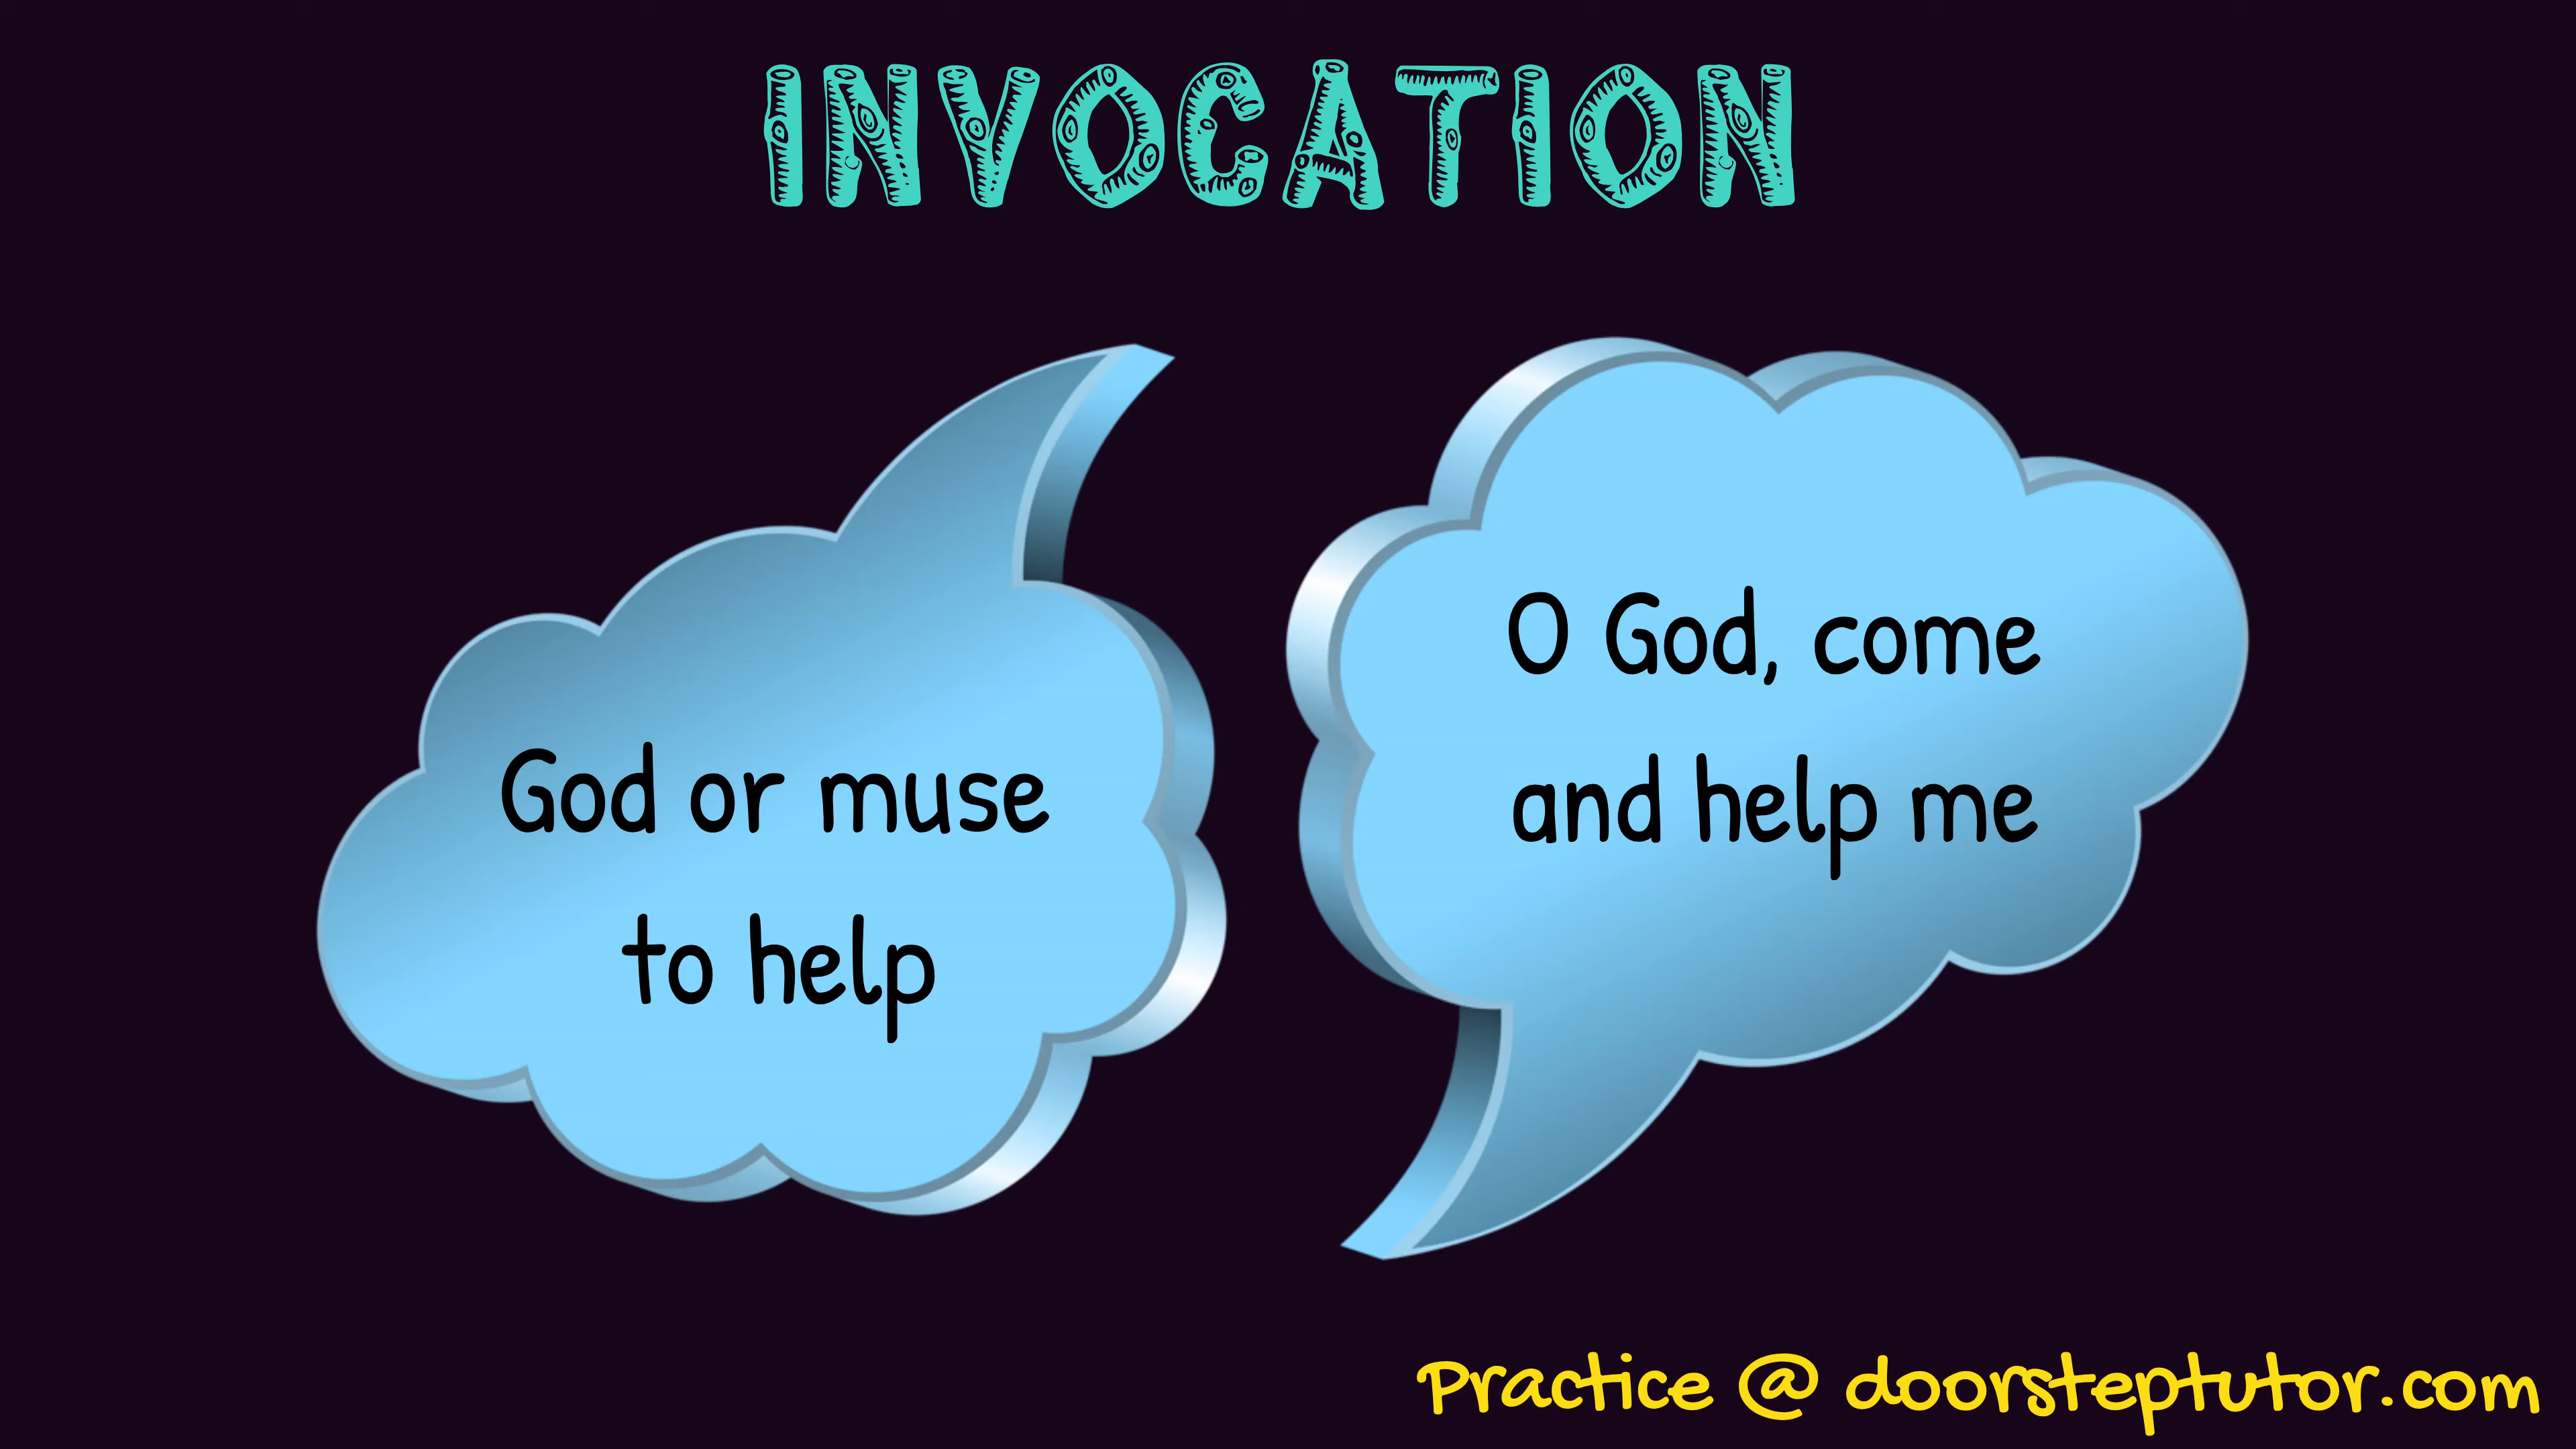 INVOCATION
God or muse
to help
O God, come
and help me
Practice @ doorsteptutor.com